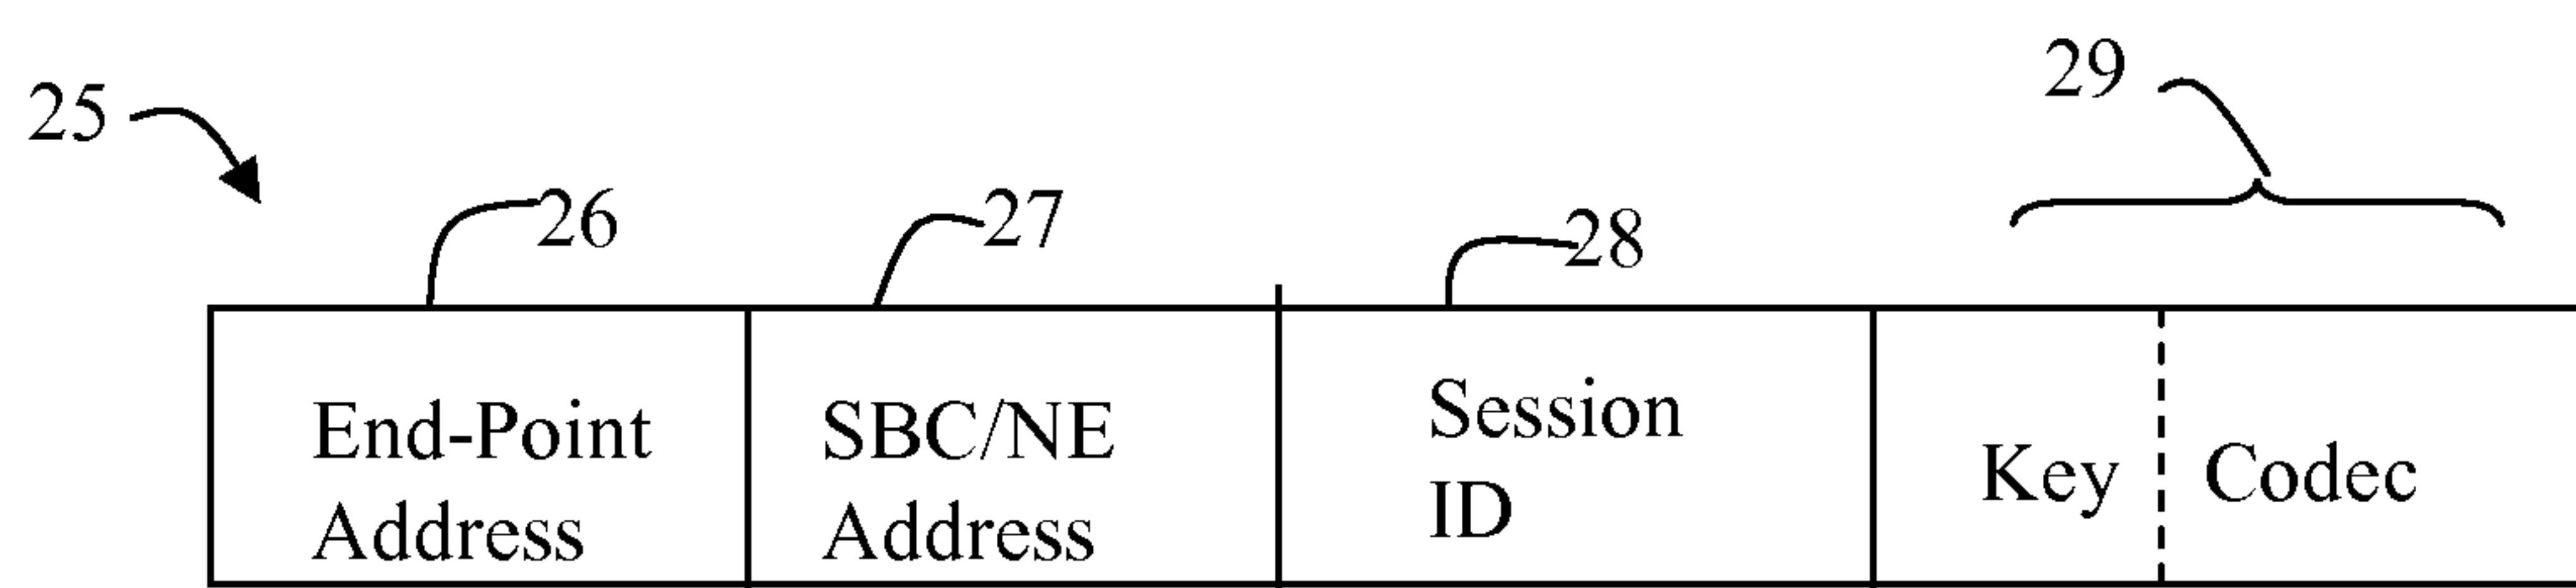 25
26
27
28
29
End-Point
Address
SBC/NE
Address
Session
ID
Key
Codec